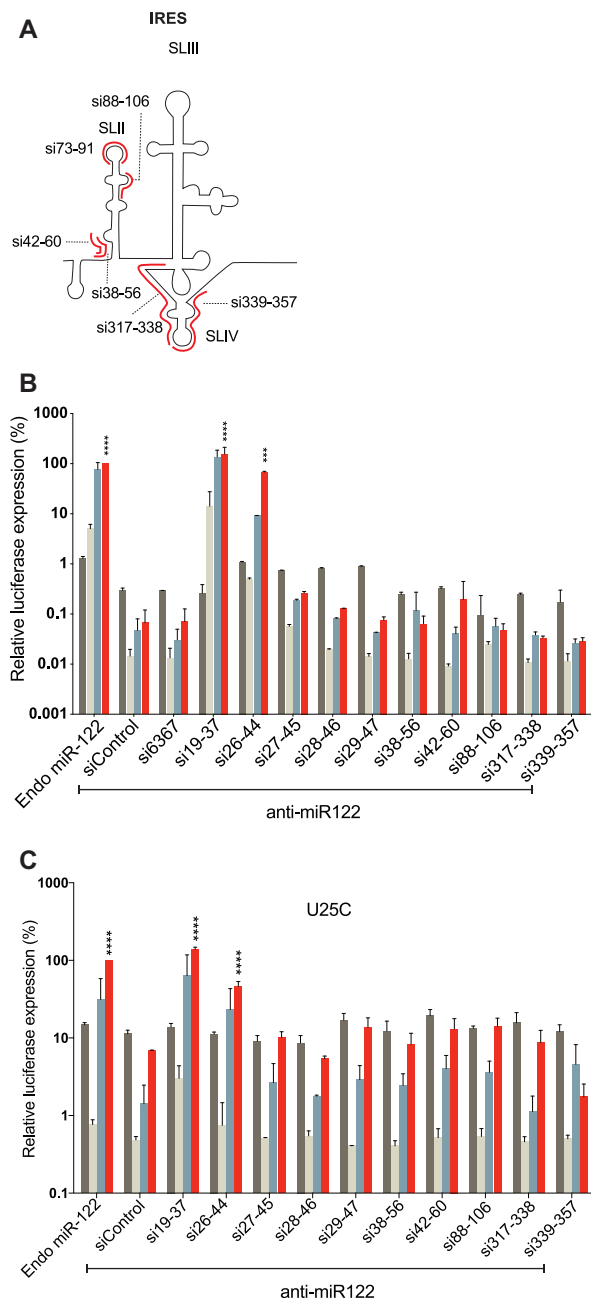 A
IRES
SLIII
si88-106
SLII
si73-91
si42-60
si38-56
si339-357
si317-338
SLIV
B
Relative luciferase expression (%)
1000
100
10
1
0.1
0.01
0.001
****
****
***
Endo miR-122
siControl
si6367
si19-37
si26-44
si27-45
si28-46
si29-47
si38-56
si42-60
si88-106
si317-338
si339-357
anti-miR122
C
U25C
Relative luciferase expression (%)
1000
100
10
1
0.1
****
****
****
Endo miR-122
siControl
si19-37
si26-44
si27-45
si28-46
si29-47
si38-56
si42-60
si88-106
si317-338
si339-357
anti-miR122